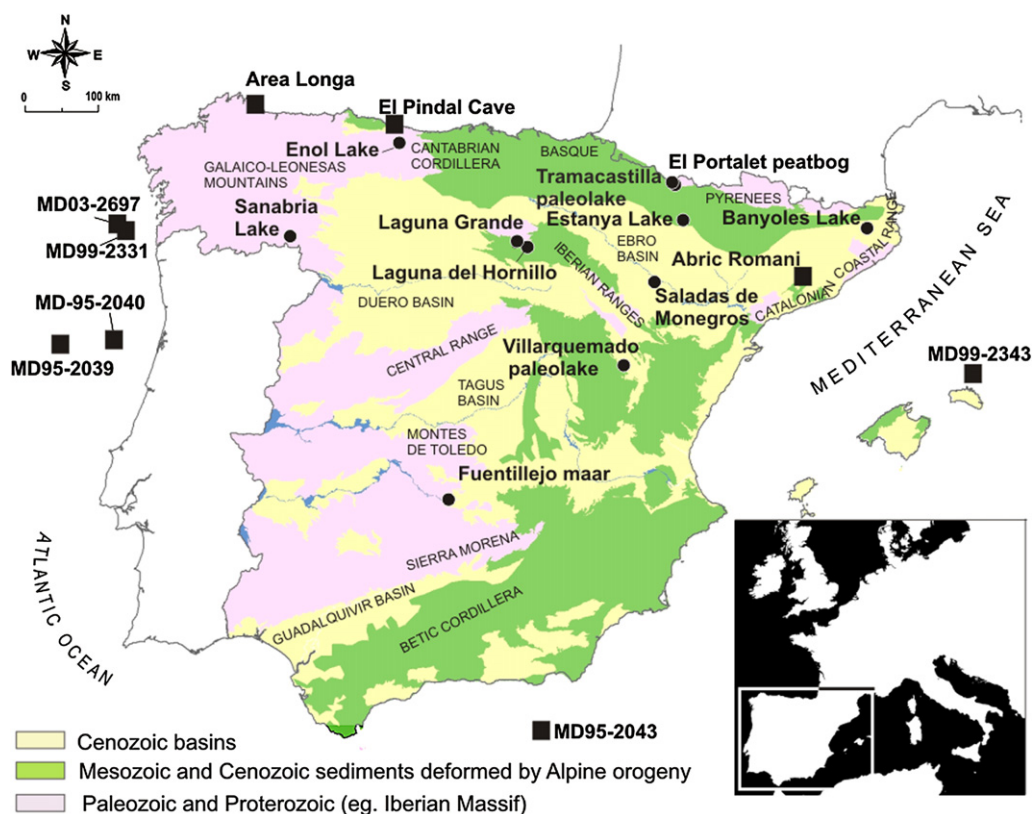 N
W E
S
0 100 km
Area Longa
El Pindal Cave
Enol Lake
CANTABRIAN
CORDILLERA
BASQUE
GALAICO-LEONESAS
MOUNTAINS
El Portalet peatbog
Tramacastilla
paleolake
PYRENEES
MD03-2697
MD99-2331
Sanabria
Lake
Laguna Grande
Estanya Lake
Banyoles Lake
EBRO
BASIN
Abric Romani
Laguna del Hornillo
IBERIAN RANGES
CATALONIAN COASTAL RANGE
DUERO BASIN
Saladas de
Monegros
MD-95-2040
MD95-2039
CENTRAL RANGE
Villarquemado
paleolake
MEDITERRANEAN SEA
MD99-2343
TAGUS
BASIN
MONTES
DE TOLEDO
Fuentillejo maar
ATLANTIC OCEAN
SIERRA MORENA
GUADALQUIVIR BASIN
BETIC CORDILLERA
MD95-2043
Cenozoic basins
Mesozoic and Cenozoic sediments deformed by Alpine orogeny
Paleozoic and Proterozoic (eg. Iberian Massif)